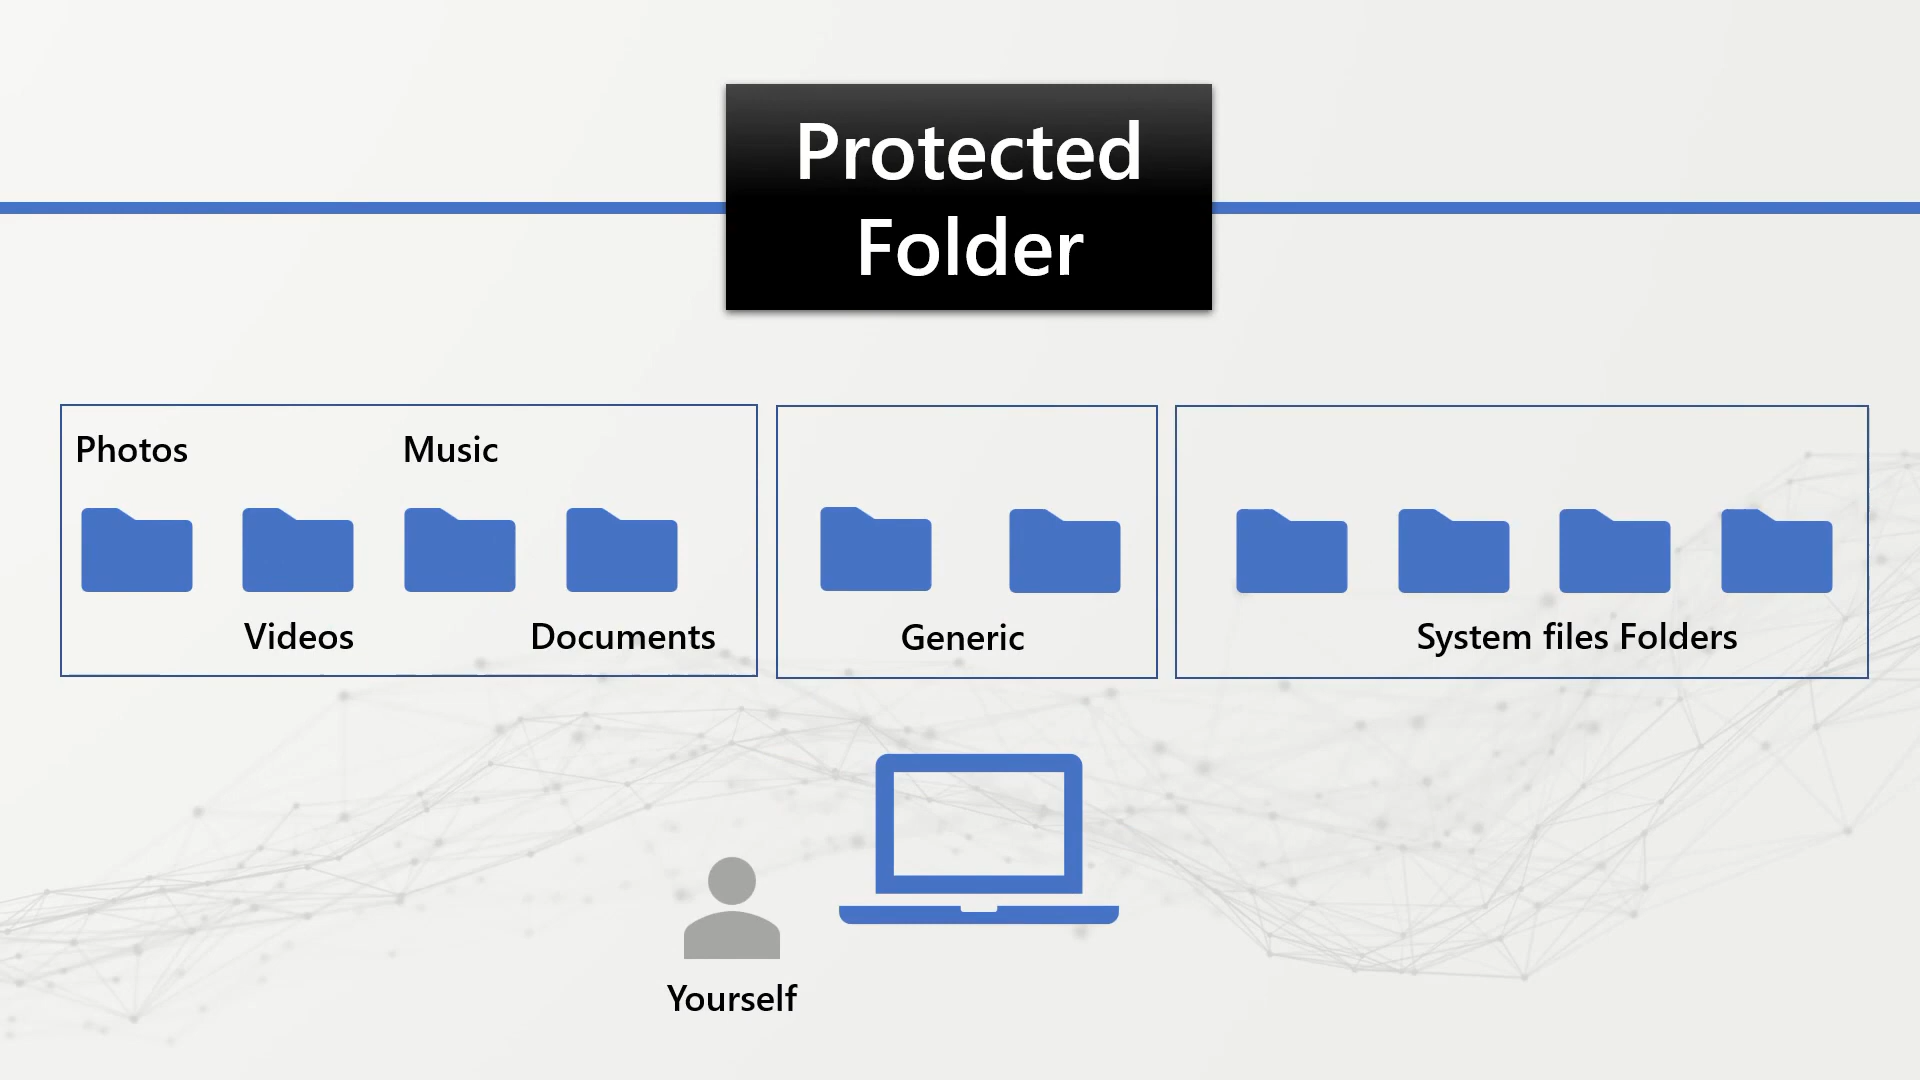 Protected
Folder
Photos
Music
Videos
Documents
Generic
System files Folders
Yourself